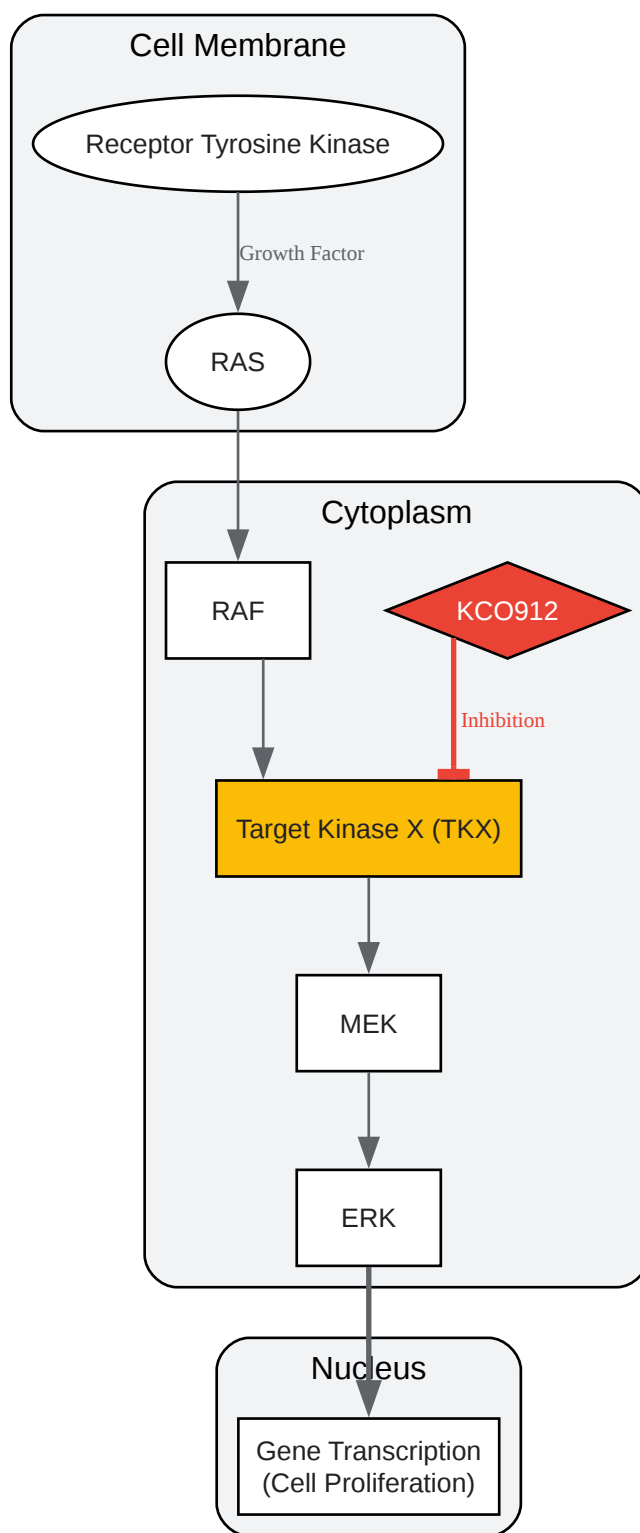 Cell Membrane
Receptor Tyrosine Kinase
Growth Factor
RAS
Cytoplasm
RAF
KCO912
Inhibition
Target Kinase X (TKX)
MEK
ERK
Nucleus
Gene Transcription
(Cell Proliferation)